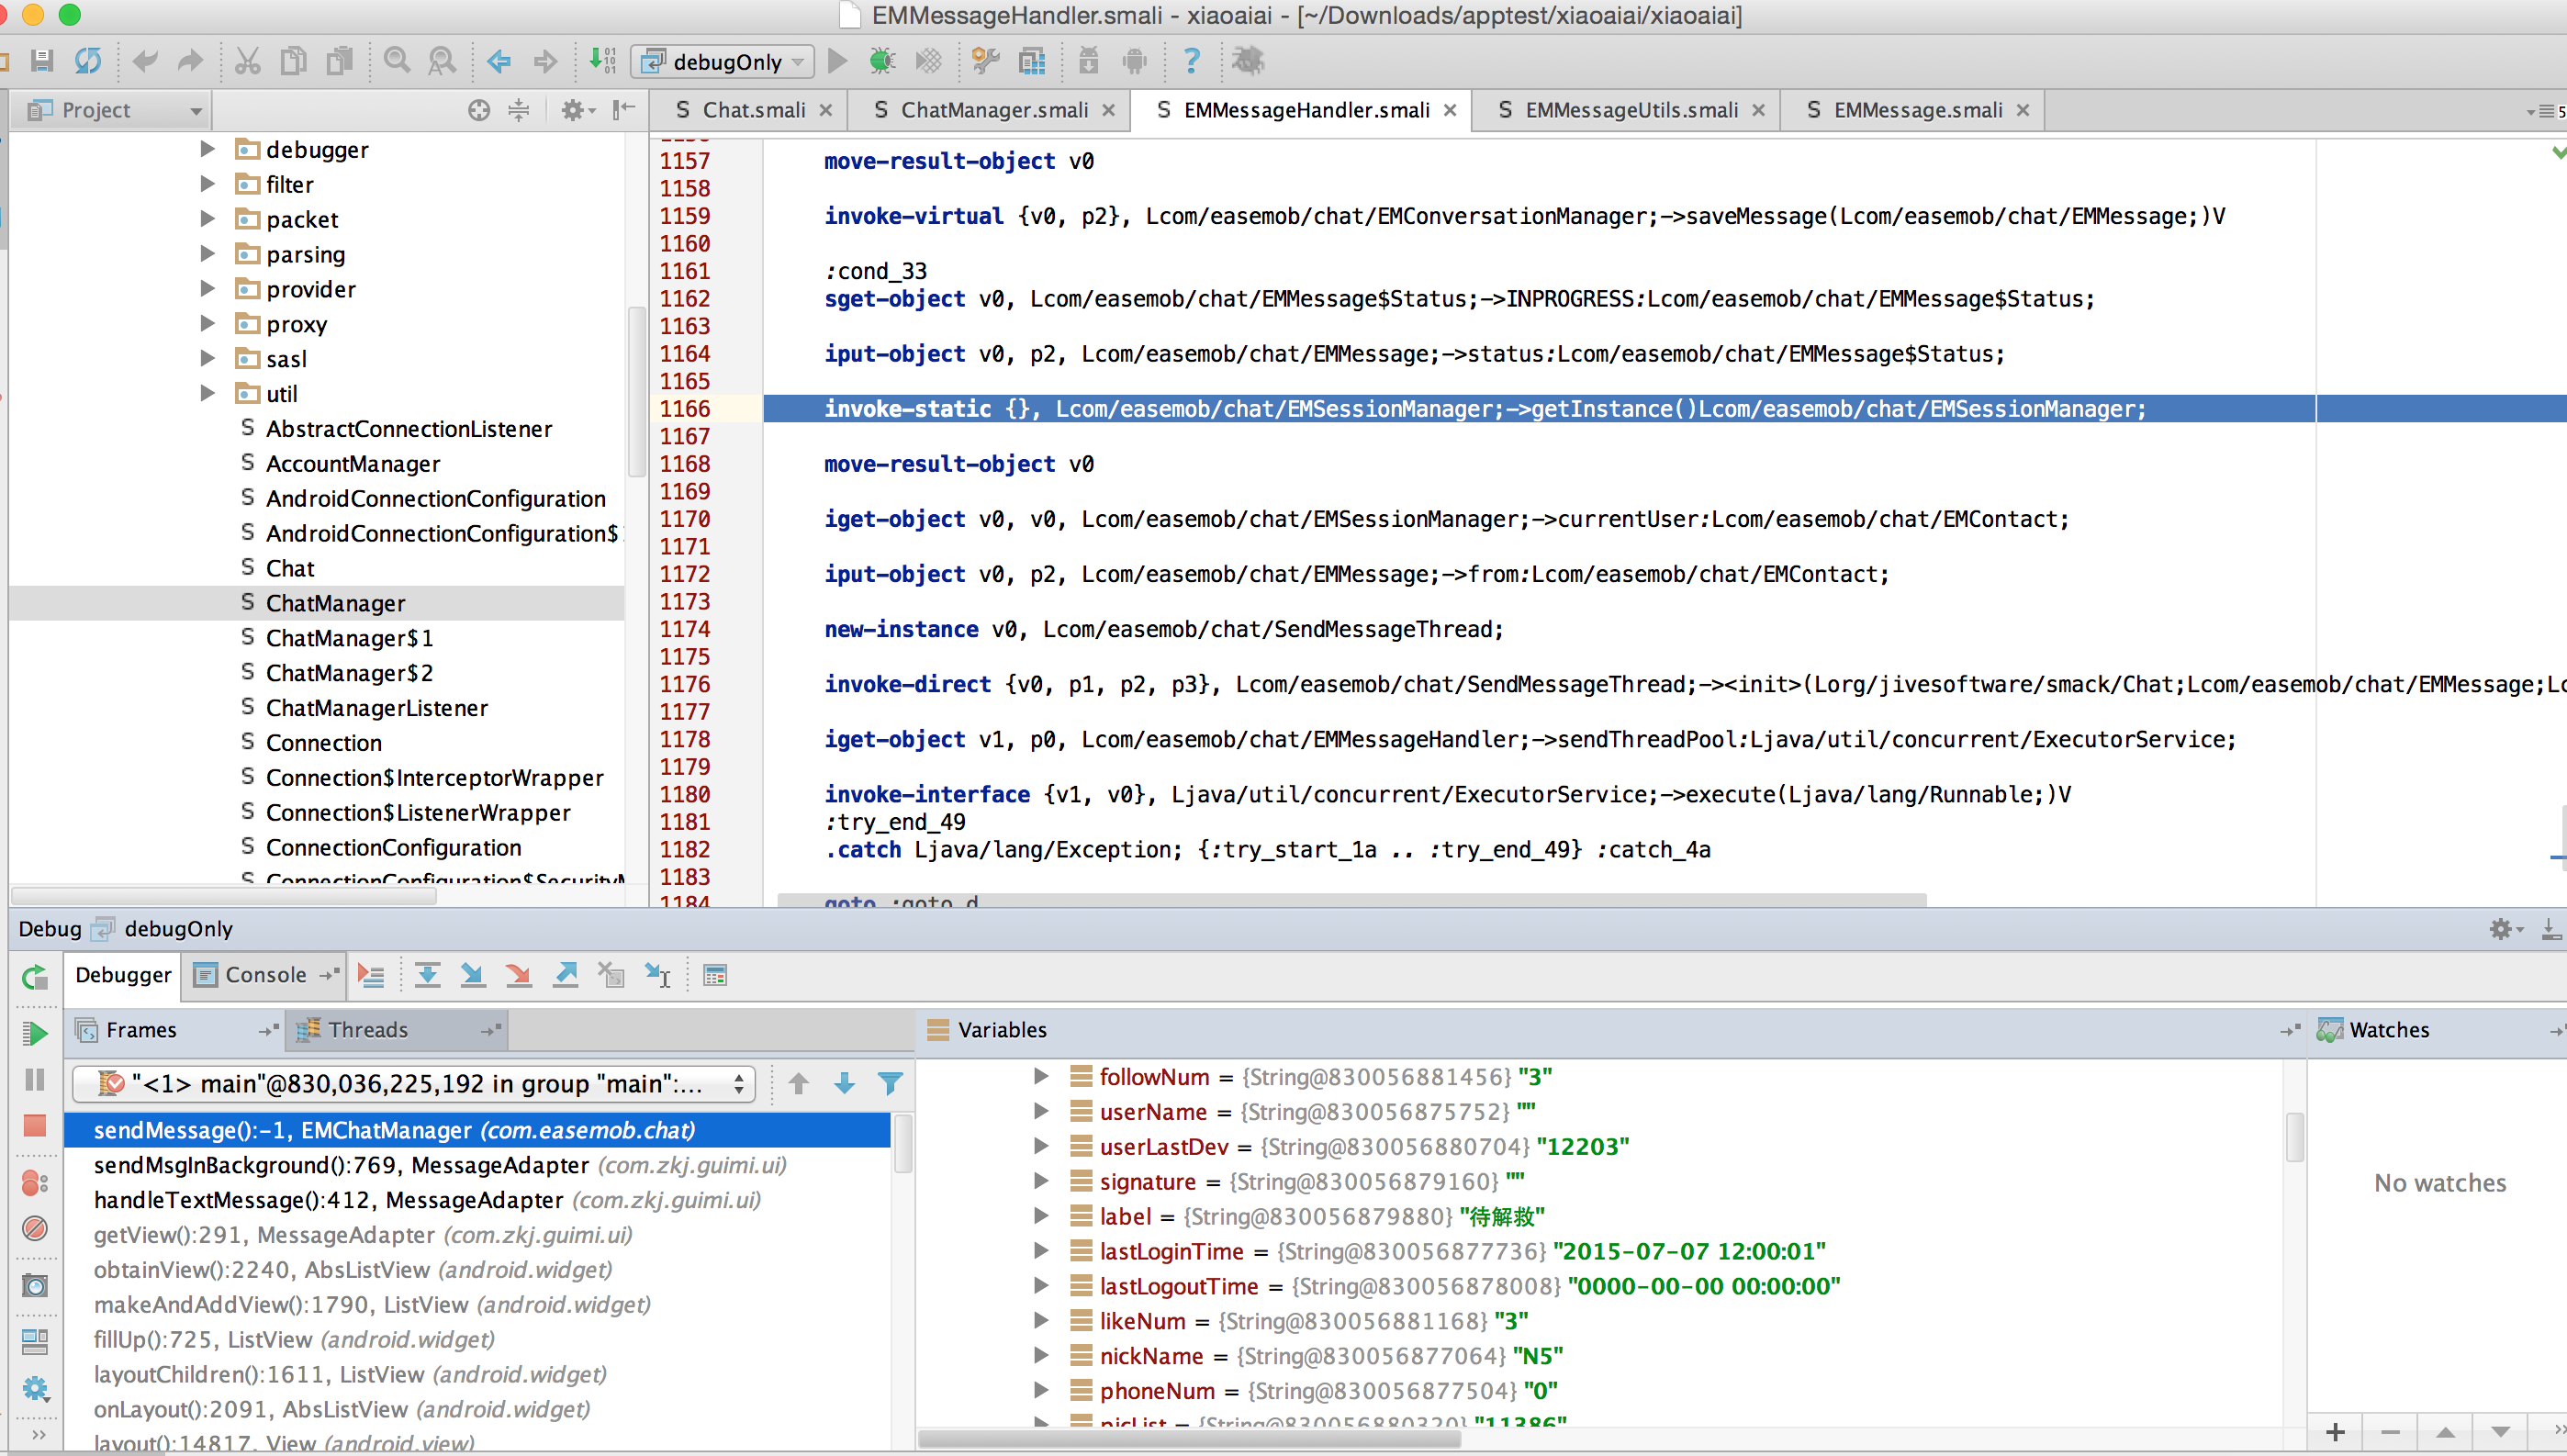 EMMessageHandler.smali - xiaoaiai - [~/Downloads/apptest/xiaoaiai/xiaoaiai]
debugOnly
Project
Chat.smali
ChatManager.smali
EMMessageHandler.smali
EMMessageUtils.smali
EMMessage.smali
debugger
filter
packet
parsing
provider
proxy
sasl
util
AbstractConnectionListener
AccountManager
AndroidConnectionConfiguration
AndroidConnectionConfiguration$
Chat
ChatManager
ChatManager$1
ChatManager$2
ChatManagerListener
Connection
Connection$InterceptorWrapper
Connection$ListenerWrapper
ConnectionConfiguration
1157 move-result-object v0
1158
1159 invoke-virtual {v0, p2}, Lcom/easemob/chat/EMConversationManager;->saveMessage(Lcom/easemob/chat/EMMessage;)V
1160
1161 :cond_33
1162 sget-object v0, Lcom/easemob/chat/EMMessage$Status;->INPROGRESS:Lcom/easemob/chat/EMMessage$Status;
1163
1164 iput-object v0, p2, Lcom/easemob/chat/EMMessage;->status:Lcom/easemob/chat/EMMessage$Status;
1165
1166 invoke-static {}, Lcom/easemob/chat/EMSessionManager;->getInstance()Lcom/easemob/chat/EMSessionManager;
1167
1168 move-result-object v0
1169
1170 iget-object v0, v0, Lcom/easemob/chat/EMSessionManager;->currentUser:Lcom/easemob/chat/EMContact;
1171
1172 iput-object v0, p2, Lcom/easemob/chat/EMMessage;->from:Lcom/easemob/chat/EMContact;
1173
1174 new-instance v0, Lcom/easemob/chat/SendMessageThread;
1175
1176 invoke-direct {v0, p1, p2, p3}, Lcom/easemob/chat/SendMessageThread;-><init>(Lorg/jivesoftware/smack/Chat;Lcom/easemob/chat/EMMessage;Lc
1177
1178 iget-object v1, p0, Lcom/easemob/chat/EMMessageHandler;->sendThreadPool:Ljava/util/concurrent/ExecutorService;
1179
1180 invoke-interface {v1, v0}, Ljava/util/concurrent/ExecutorService;->execute(Ljava/lang/Runnable;)V
1181 :try_end_49
1182 .catch Ljava/lang/Exception; {:try_start_1a .. :try_end_49} :catch_4a
1183
1184 goto :goto_d
Debug debugOnly
Debugger
Console
Frames
Threads
"<1> main"@830,036,225,192 in group "main":...
sendMessage():-1, EMChatManager (com.easemob.chat)
sendMsgInBackground():769, MessageAdapter (com.zkj.guimi.ui)
handleTextMessage():412, MessageAdapter (com.zkj.guimi.ui)
getView():291, MessageAdapter (com.zkj.guimi.ui)
obtainView():2240, AbsListView (android.widget)
makeAndAddView():1790, ListView (android.widget)
fillUp():725, ListView (android.widget)
layoutChildren():1611, ListView (android.widget)
onLayout():2091, AbsListView (android.widget)
layout():14817, View (android.view)
Variables
followNum = {String@830056881456} "3"
userName = {String@830056875752} ""
userLastDev = {String@830056880704} "12203"
signature = {String@830056879160} ""
label = {String@830056879880} "待解救"
lastLoginTime = {String@830056877736} "2015-07-07 12:00:01"
lastLogoutTime = {String@830056878008} "0000-00-00 00:00:00"
likeNum = {String@830056881168} "3"
nickName = {String@830056877064} "N5"
phoneNum = {String@830056877504} "0"
picList = {String@830056880320} "11386"
Watches
No watches